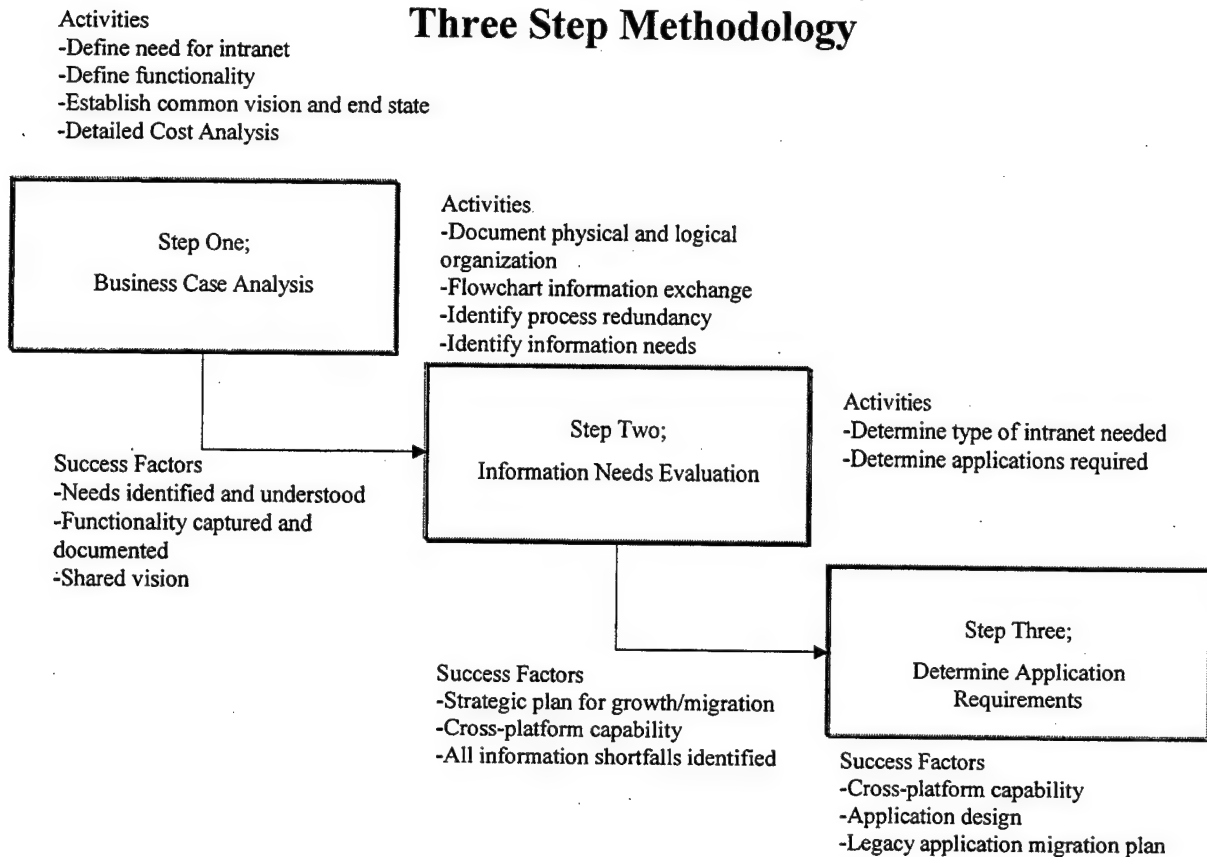 Three Step Methodology
Activities
-Define need for intranet
-Define functionality
-Establish common vision and end state
-Detailed Cost Analysis
Step One;
Business Case Analysis
Success Factors
-Needs identified and understood
-Functionality captured and
documented
-Shared vision
Activities
-Document physical and logical
organization
-Flowchart information exchange
-Identify process redundancy
-Identify information needs
Step Two;
Information Needs Evaluation
Success Factors
-Strategic plan for growth/migration
-Cross-platform capability
-All information shortfalls identified
Activities
-Determine type of intranet needed
-Determine applications required
Step Three;
Determine Application
Requirements
Success Factors
-Cross-platform capability
-Application design
-Legacy application migration plan